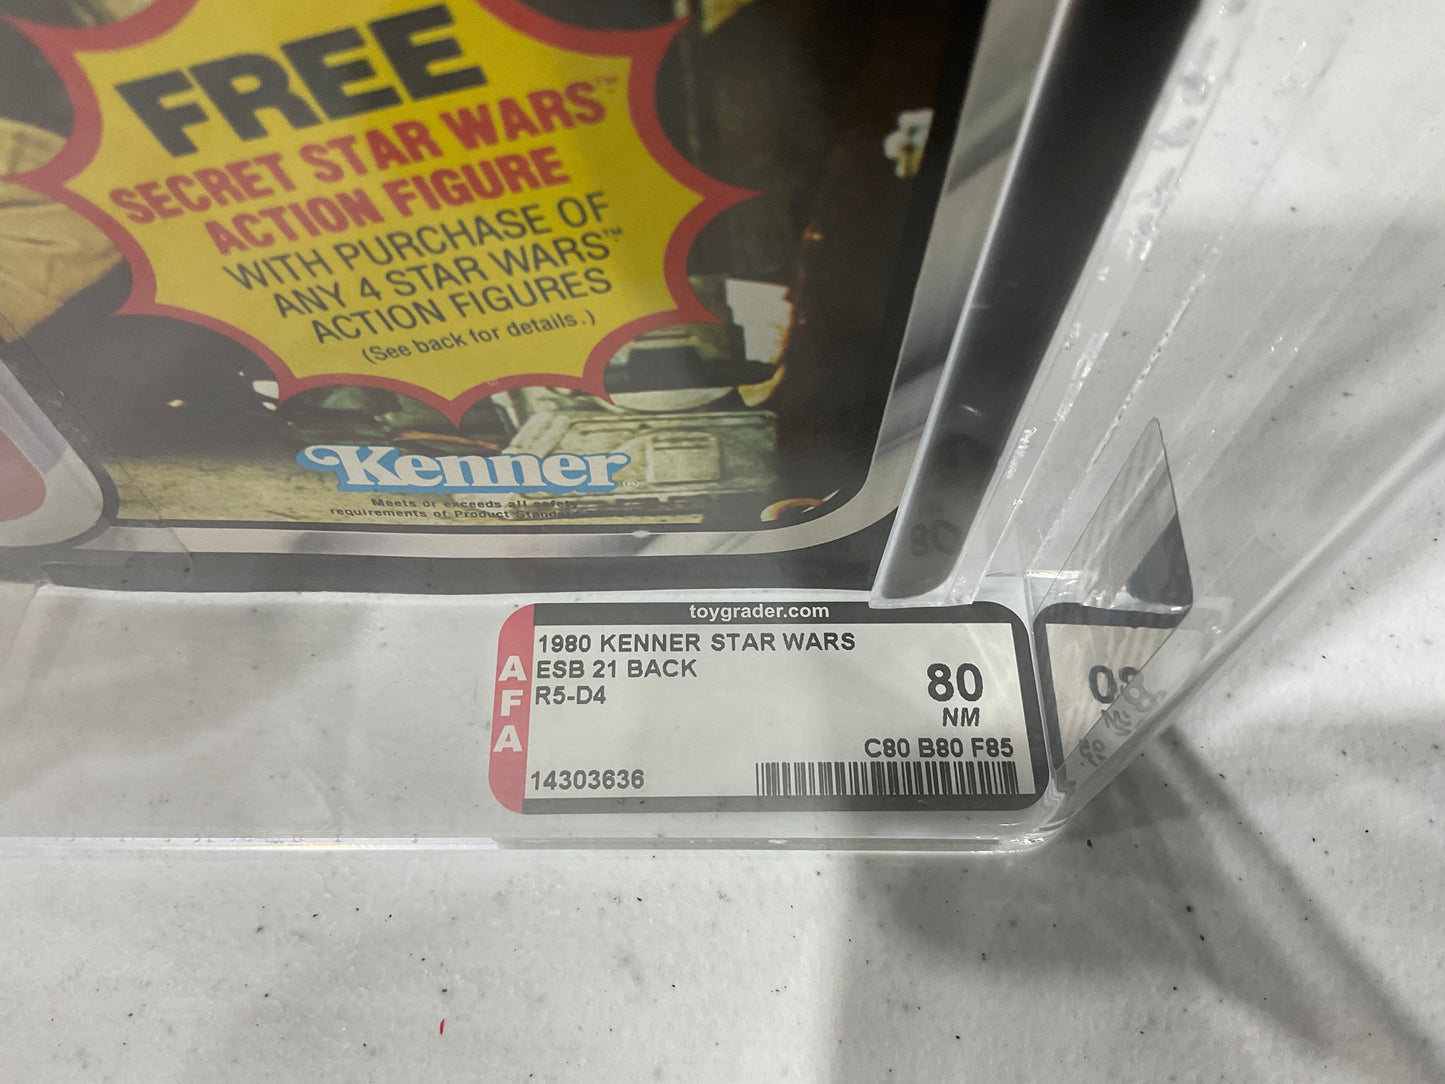 FREE
SECRET STAR WARS™
ACTION FIGURE
WITH PURCHASE OF
ANY 4 STAR WARS™
ACTION FIGURES
(See back for details.)
Kenner®
Meets or exceeds all safety
requirements of Product
toygrader.com
AFA
1980 KENNER STAR WARS
ESB 21 BACK
R5-D4
80
NM
C80 B80 F85
14303636